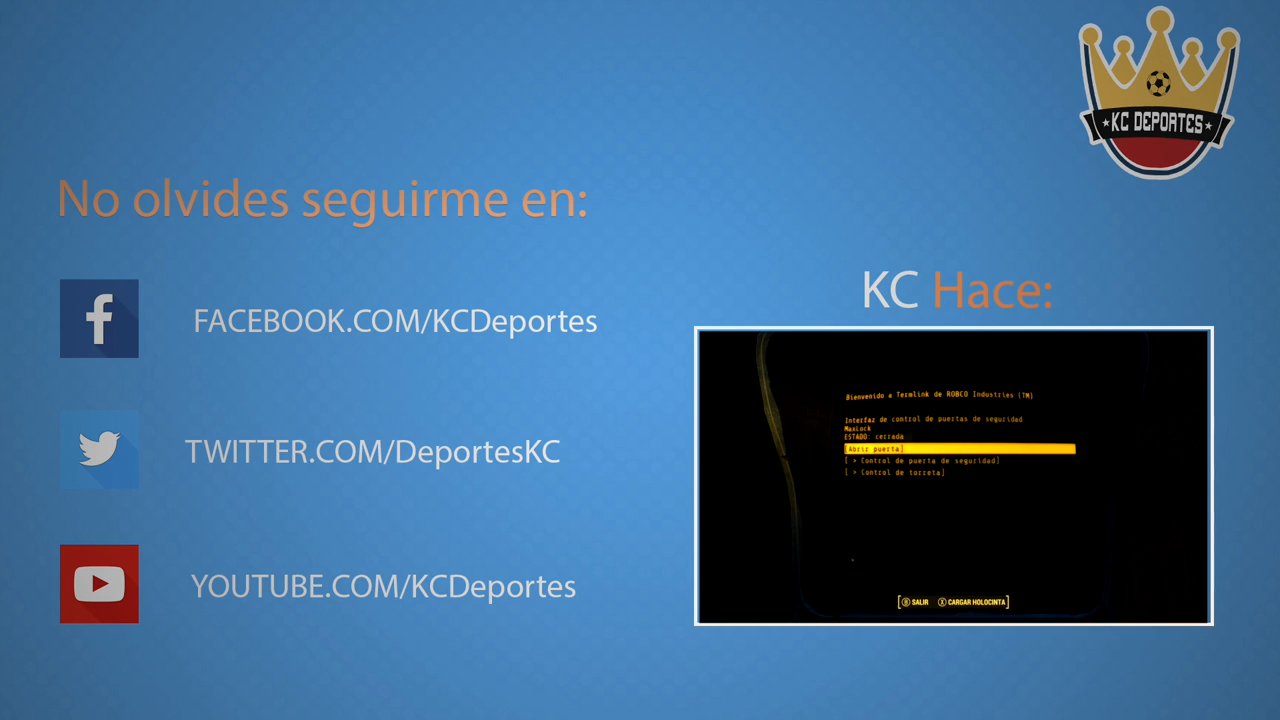 KC DEPORTES
No olvides seguirme en:
FACEBOOK.COM/KCDeportes
TWITTER.COM/DeportesKC
YOUTUBE.COM/KCDeportes
KC Hace:
Bienvenido a Termlink de ROBCO Industries (TM)
Interfaz de control de puertas de seguridad
MaxLock
ESTADO: cerrada
[Abrir puerta]
[ > Control de puerta de seguridad]
[ > Control de torreta]
[B) SALIR X) CARGAR HOLOCINTA]